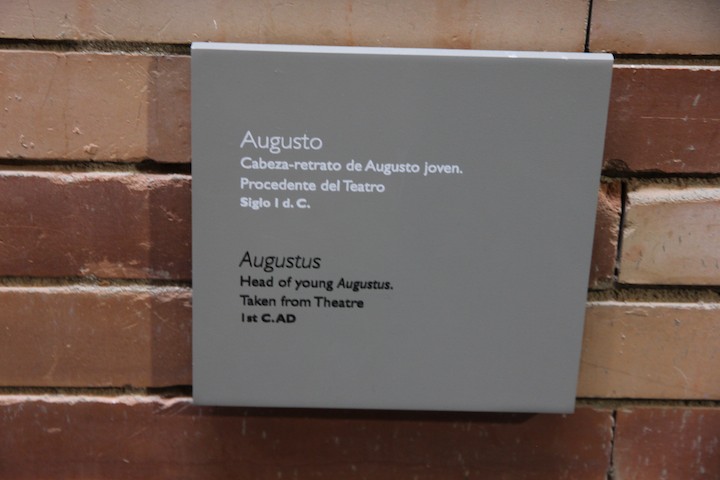 Augusto
Cabeza-retrato de Augusto joven.
Procedente del Teatro
Siglo I d. C.
Augustus
Head of young Augustus.
Taken from Theatre
1st C.AD